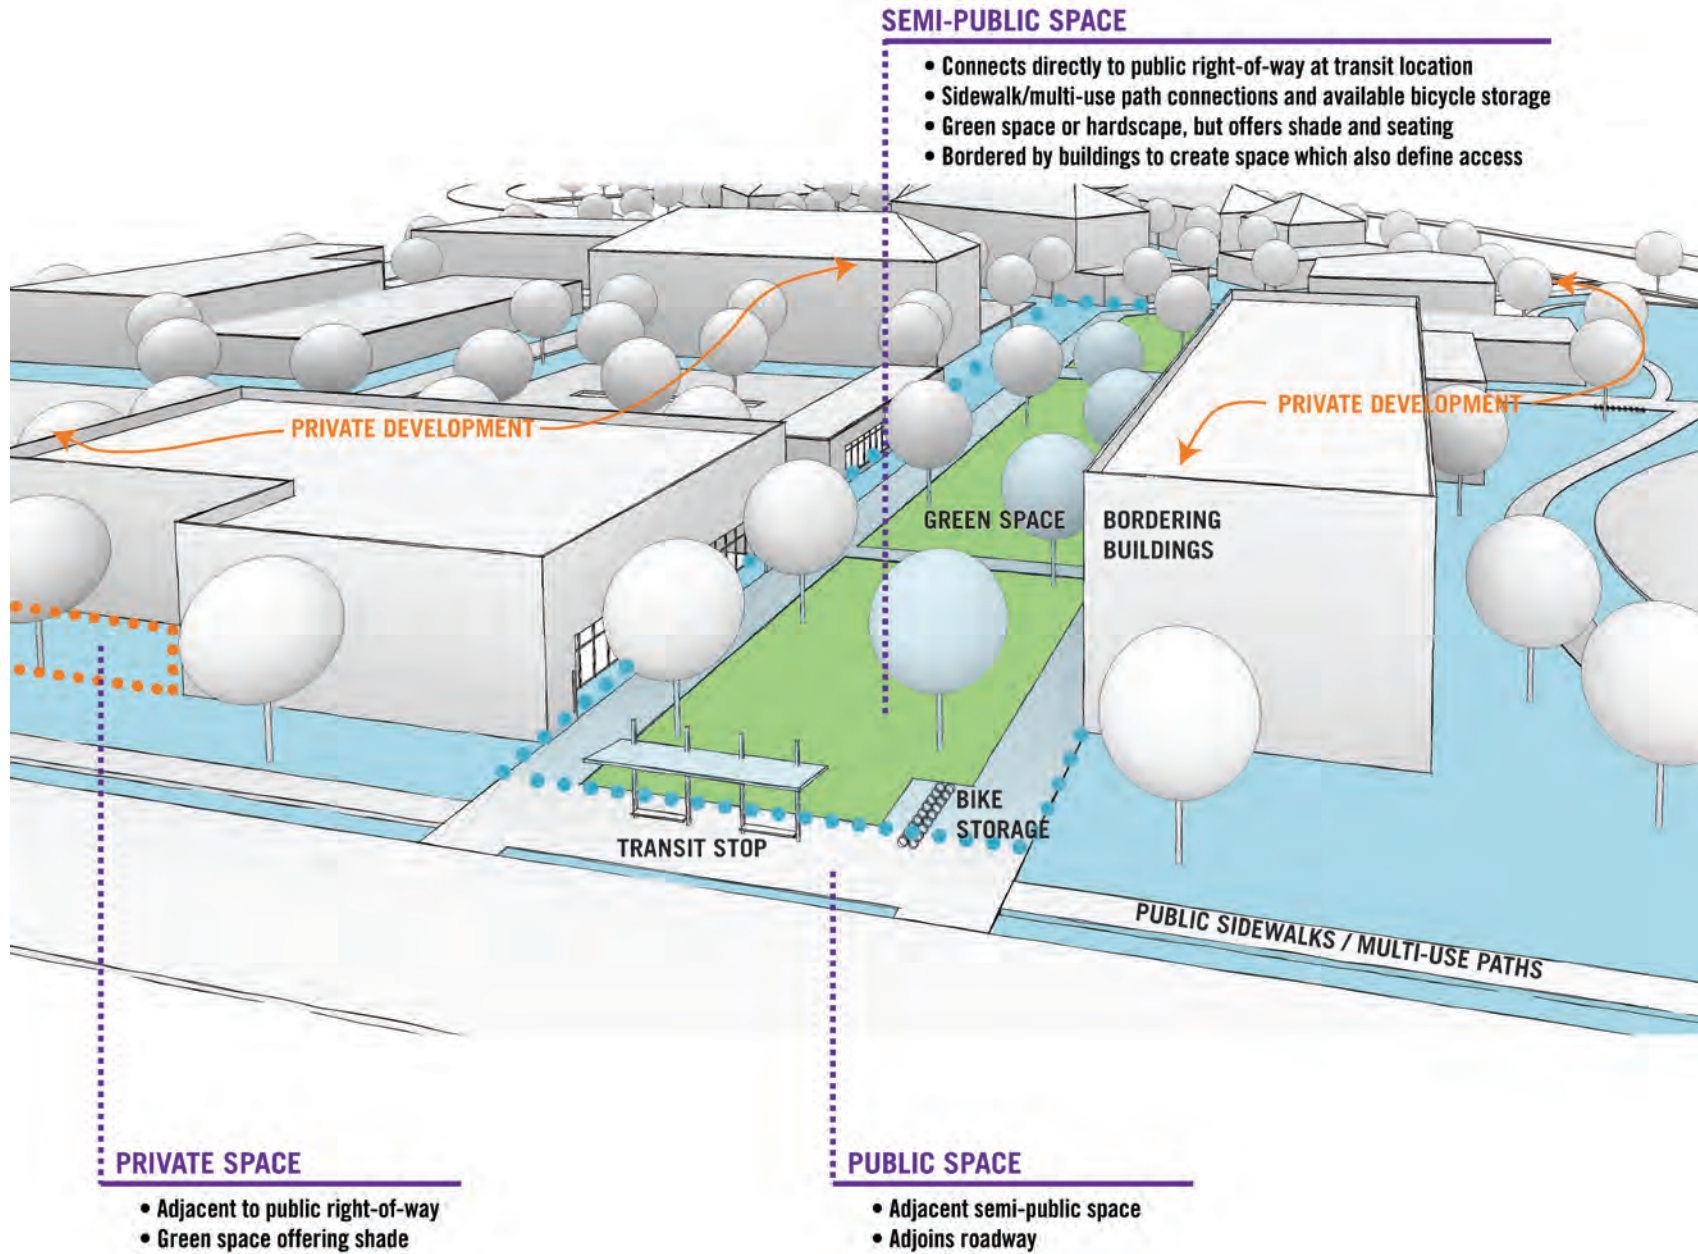 SEMI-PUBLIC SPACE
• Connects directly to public right-of-way at transit location
• Sidewalk/multi-use path connections and available bicycle storage
• Green space or hardscape, but offers shade and seating
• Bordered by buildings to create space which also define access
PRIVATE DEVELOPMENT
PRIVATE DEVELOPMENT
GREEN SPACE
BORDERING
BUILDINGS
BIKE
STORAGE
TRANSIT STOP
PUBLIC SIDEWALKS / MULTI-USE PATHS
PRIVATE SPACE
• Adjacent to public right-of-way
• Green space offering shade
PUBLIC SPACE
• Adjacent semi-public space
• Adjoins roadway